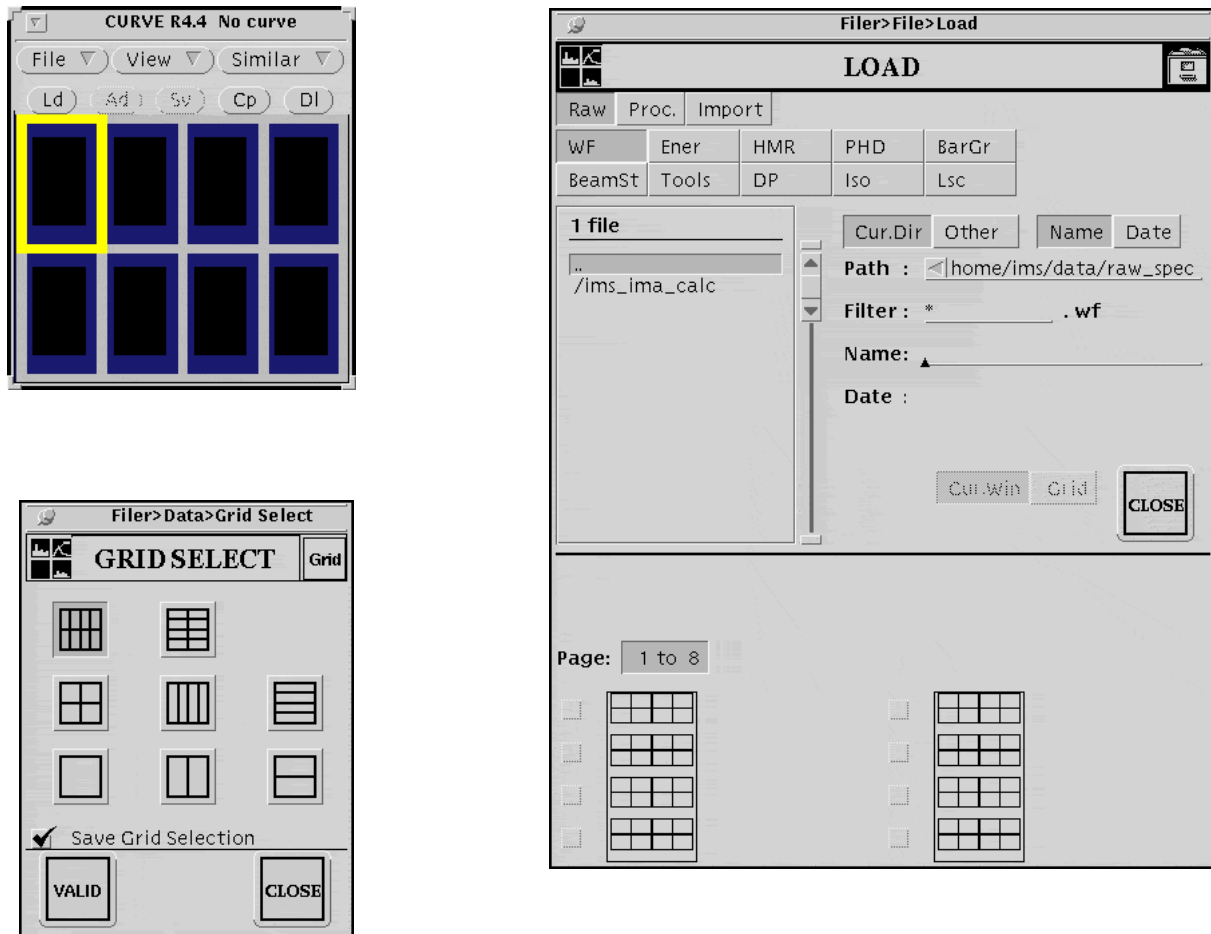 CURVE R4.4 No curve
File View Similar
Ld Ad Sv Cp Dl
Filer>File>Load
LOAD
Raw Proc. Import
WF Ener HMR PHD BarGr
BeamSt Tools DP Iso Lsc
1 file
..
/ims_ima_calc
Cur.Dir Other Name Date
Path : home/ims/data/raw_spec
Filter : * . wf
Name:
Date :
Cur.Win Grid
CLOSE
Page: 1 to 8
Filer>Data>Grid Select
GRID SELECT Grid
Save Grid Selection
VALID CLOSE